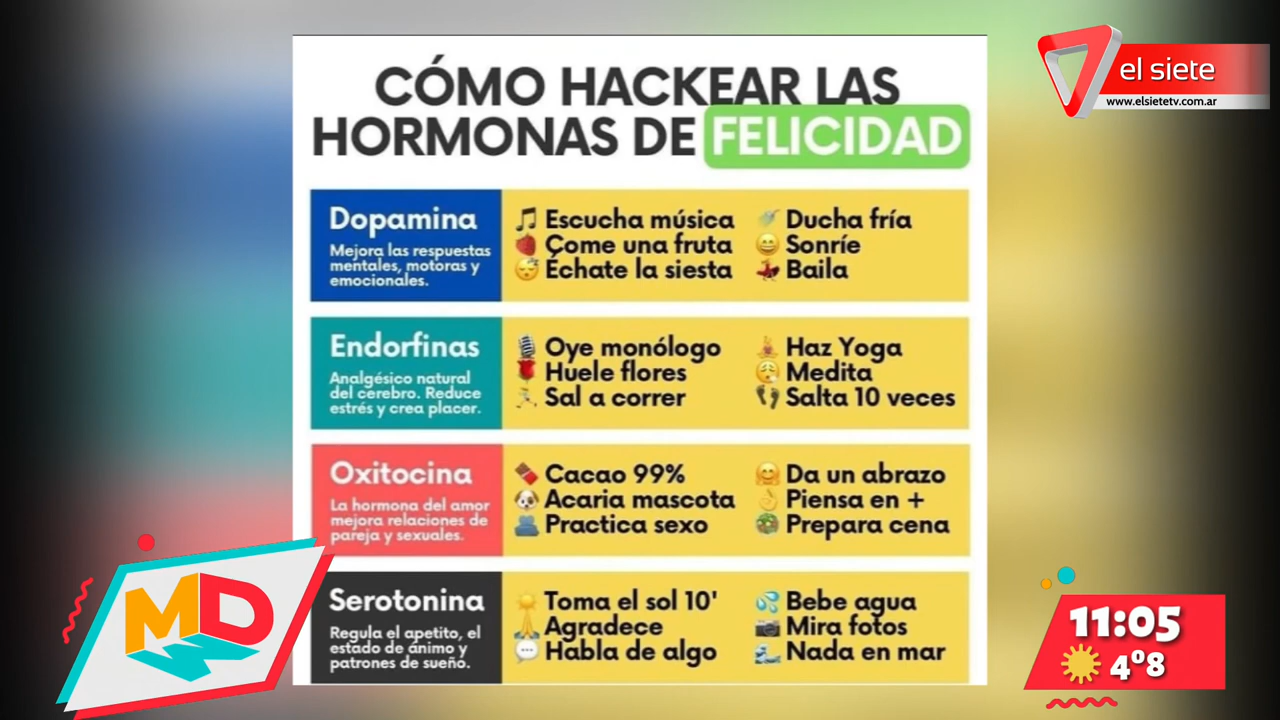 CÓMO HACKEAR LAS
HORMONAS DE FELICIDAD
el siete
www.elsietetv.com.ar
Dopamina
Mejora las respuestas
mentales, motoras y
emocionales.
Escucha música
Çome una fruta
Échate la siesta
Ducha fría
Sonríe
Baila
Endorfinas
Analgésico natural
del cerebro. Reduce
estrés y crea placer.
Oye monólogo
Huele flores
Sal a correr
Haz Yoga
Medita
Salta 10 veces
Oxitocina
La hormona del amor
mejora relaciones de
pareja y sexuales.
Cacao 99%
Acaria mascota
Practica sexo
Da un abrazo
Piensa en +
Prepara cena
Serotonina
Regula el apetito, el
estado de ánimo y
patrones de sueño.
Toma el sol 10'
Agradece
Habla de algo
Bebe agua
Mira fotos
Nada en mar
MD
11:05
4º8